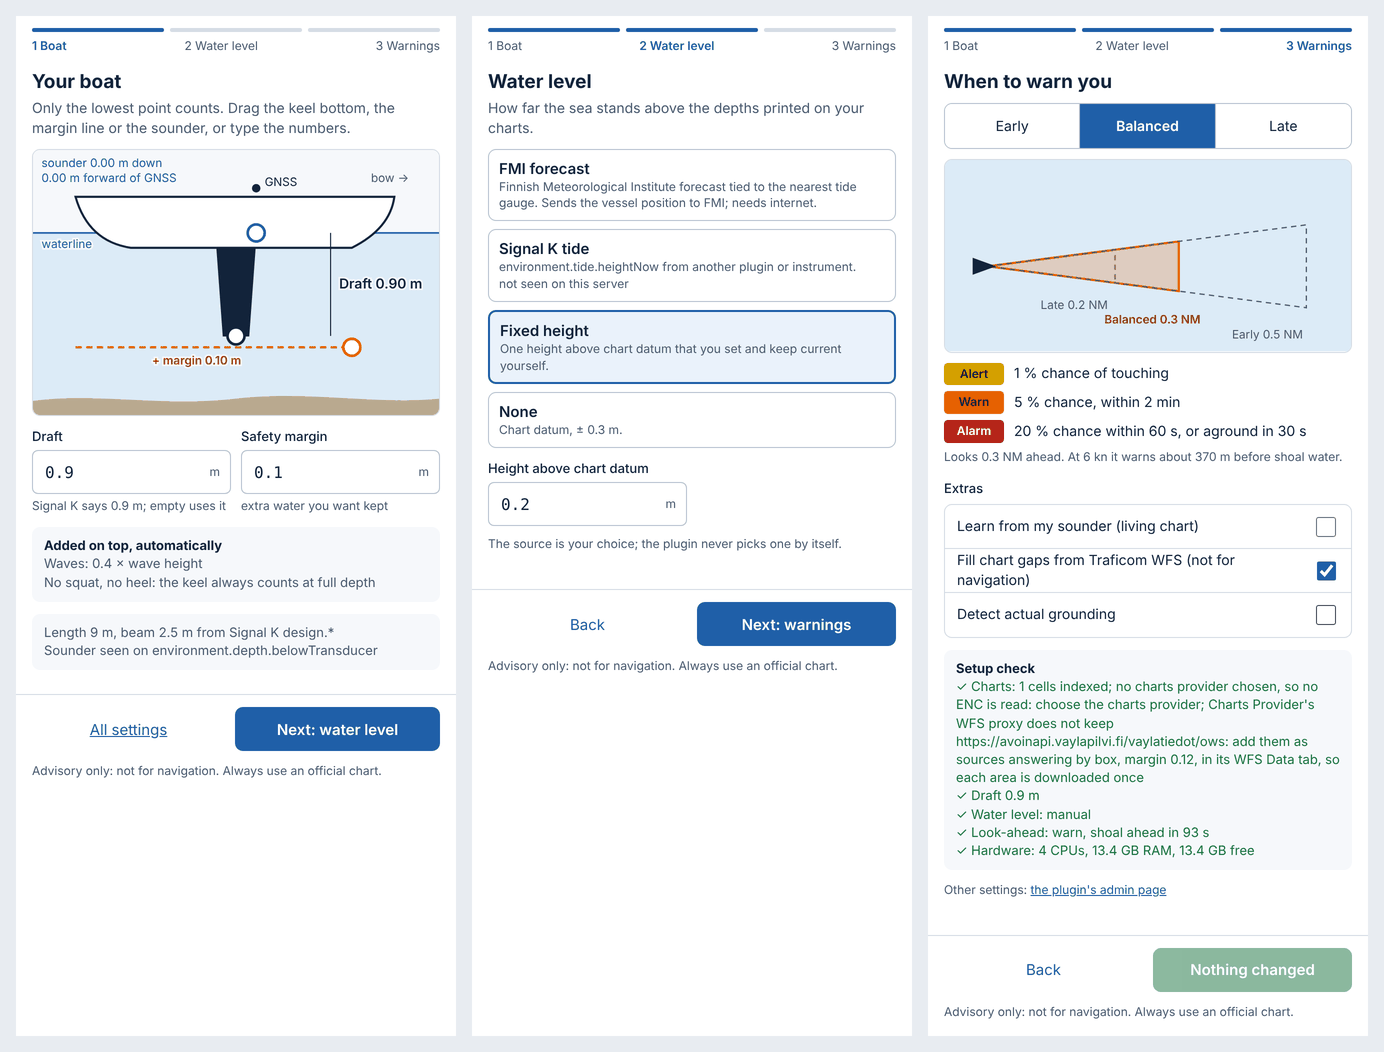 1 Boat
2 Water level
3 Warnings
Your boat
Only the lowest point counts. Drag the keel bottom, the
margin line or the sounder, or type the numbers.
sounder 0.00 m down
0.00 m forward of GNSS
GNSS
bow →
waterline
Draft 0.90 m
+ margin 0.10 m
Draft
Safety margin
0.9 m
0.1 m
Signal K says 0.9 m; empty uses it
extra water you want kept
Added on top, automatically
Waves: 0.4 × wave height
No squat, no heel: the keel always counts at full depth
Length 9 m, beam 2.5 m from Signal K design.*
Sounder seen on environment.depth.belowTransducer
All settings
Next: water level
Advisory only: not for navigation. Always use an official chart.
1 Boat
2 Water level
3 Warnings
Water level
How far the sea stands above the depths printed on your
charts.
FMI forecast
Finnish Meteorological Institute forecast tied to the nearest tide
gauge. Sends the vessel position to FMI; needs internet.
Signal K tide
environment.tide.heightNow from another plugin or instrument.
not seen on this server
Fixed height
One height above chart datum that you set and keep current
yourself.
None
Chart datum, ± 0.3 m.
Height above chart datum
0.2 m
The source is your choice; the plugin never picks one by itself.
Back
Next: warnings
Advisory only: not for navigation. Always use an official chart.
1 Boat
2 Water level
3 Warnings
When to warn you
Early
Balanced
Late
Late 0.2 NM
Balanced 0.3 NM
Early 0.5 NM
Alert 1 % chance of touching
Warn 5 % chance, within 2 min
Alarm 20 % chance within 60 s, or aground in 30 s
Looks 0.3 NM ahead. At 6 kn it warns about 370 m before shoal water.
Extras
Learn from my sounder (living chart)
Fill chart gaps from Traficom WFS (not for
navigation)
Detect actual grounding
Setup check
✓ Charts: 1 cells indexed; no charts provider chosen, so no
ENC is read: choose the charts provider; Charts Provider's
WFS proxy does not keep
https://avoinapi.vaylapilvi.fi/vaylatiedot/ows: add them as
sources answering by box, margin 0.12, in its WFS Data tab, so
each area is downloaded once
✓ Draft 0.9 m
✓ Water level: manual
✓ Look-ahead: warn, shoal ahead in 93 s
✓ Hardware: 4 CPUs, 13.4 GB RAM, 13.4 GB free
Other settings: the plugin's admin page
Back
Nothing changed
Advisory only: not for navigation. Always use an official chart.